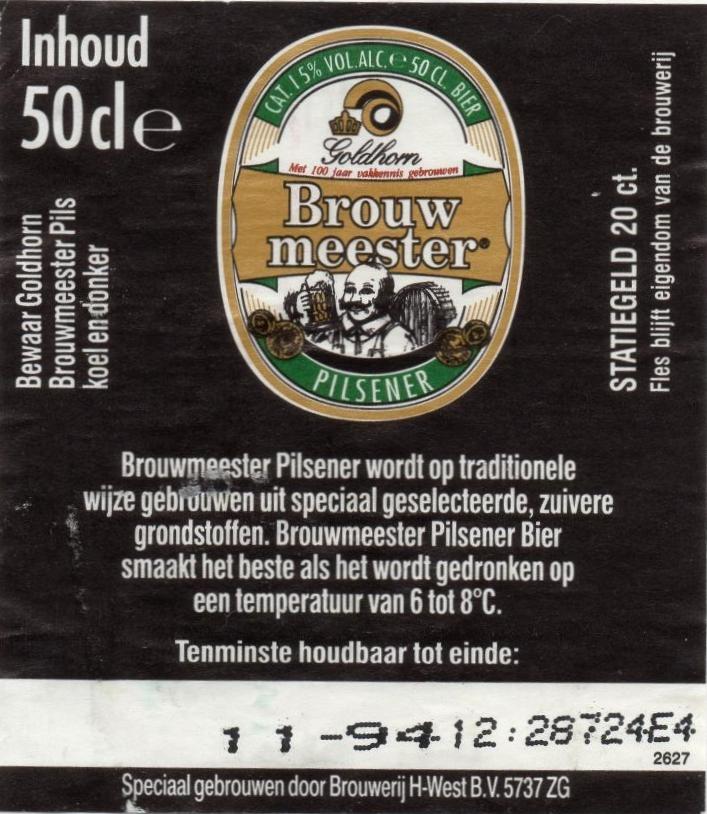 Inhoud
50 cl e
Bewaar Goldhorn
Brouwmeester Pils
koel en donker
CAT. I 5% VOL. ALC. e 50 CL. BIER
Goldhorn
Met 100 jaar vakkennis gebrouwen
Brouw
meester®
PILSENER
STATIEGELD 20 ct.
Fles blijft eigendom van de brouwerij
Brouwmeester Pilsener wordt op traditionele
wijze gebrouwen uit speciaal geselecteerde, zuivere
grondstoffen. Brouwmeester Pilsener Bier
smaakt het beste als het wordt gedronken op
een temperatuur van 6 tot 8°C.
Tenminste houdbaar tot einde:
11-94 12:28724E4
2627
Speciaal gebrouwen door Brouwerij H-West B.V. 5737 ZG